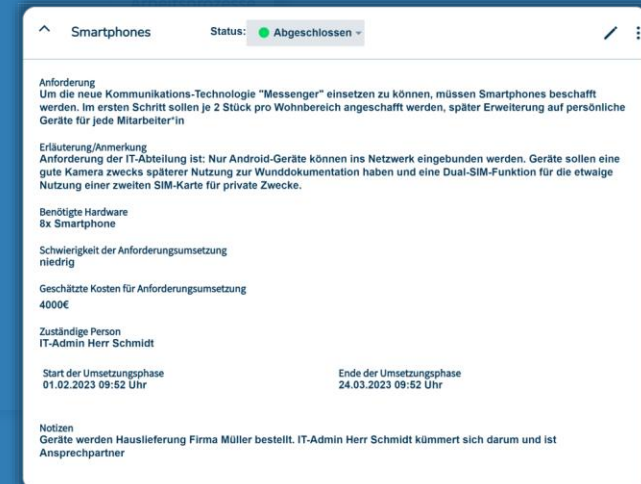 Smartphones Status: Abgeschlossen
Anforderung
Um die neue Kommunikations-Technologie "Messenger" einsetzen zu können, müssen Smartphones beschafft
werden. Im ersten Schritt sollen je 2 Stück pro Wohnbereich angeschafft werden, später Erweiterung auf persönliche
Geräte für jede Mitarbeiter*in
Erläuterung/Anmerkung
Anforderung der IT-Abteilung ist: Nur Android-Geräte können ins Netzwerk eingebunden werden. Geräte sollen eine
gute Kamera zwecks späterer Nutzung zur Wunddokumentation haben und eine Dual-SIM-Funktion für die etwaige
Nutzung einer zweiten SIM-Karte für private Zwecke.
Benötigte Hardware
8x Smartphone
Schwierigkeit der Anforderungsumsetzung
niedrig
Geschätzte Kosten für Anforderungsumsetzung
4000€
Zuständige Person
IT-Admin Herr Schmidt
Start der Umsetzungsphase Ende der Umsetzungsphase
01.02.2023 09:52 Uhr 24.03.2023 09:52 Uhr
Notizen
Geräte werden Hauslieferung Firma Müller bestellt. IT-Admin Herr Schmidt kümmert sich darum und ist
Ansprechpartner